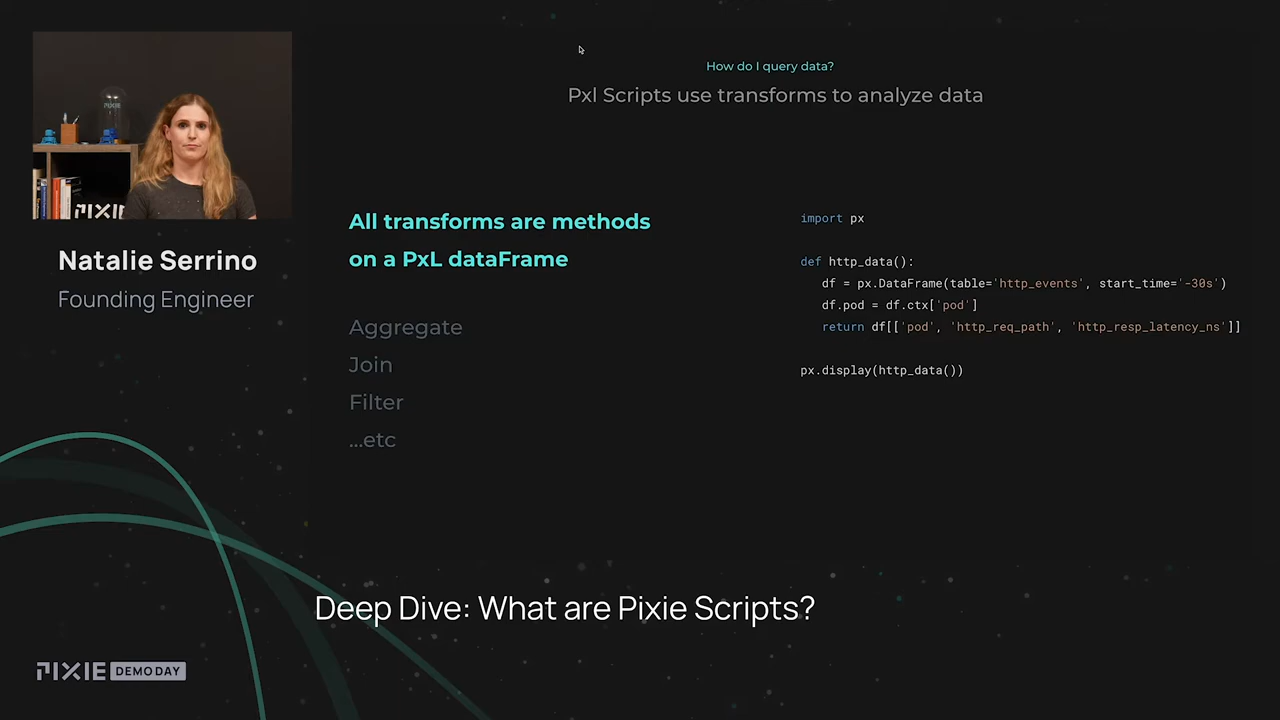 PIXIE
PIXIE
Natalie Serrino
Founding Engineer
How do I query data?
Pxl Scripts use transforms to analyze data
All transforms are methods
on a PxL dataFrame
Aggregate
Join
Filter
...etc
import px
def http_data():
df = px.DataFrame(table='http_events', start_time='-30s')
df.pod = df.ctx['pod']
return df[['pod', 'http_req_path', 'http_resp_latency_ns']]
px.display(http_data())
Deep Dive: What are Pixie Scripts?
PIXIE DEMO DAY